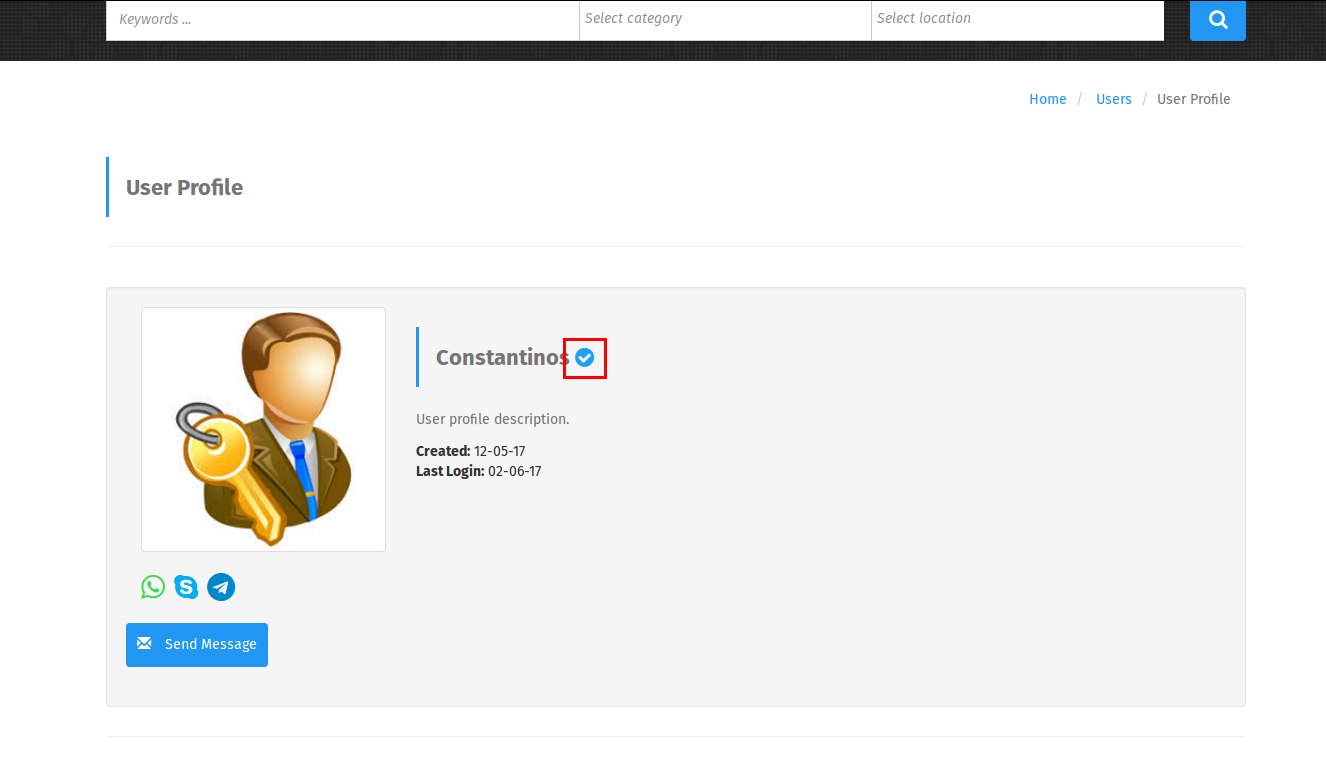 Keywords ... Select category Select location
Home / Users / User Profile
User Profile
Constantinos
User profile description.
Created: 12-05-17
Last Login: 02-06-17
Send Message